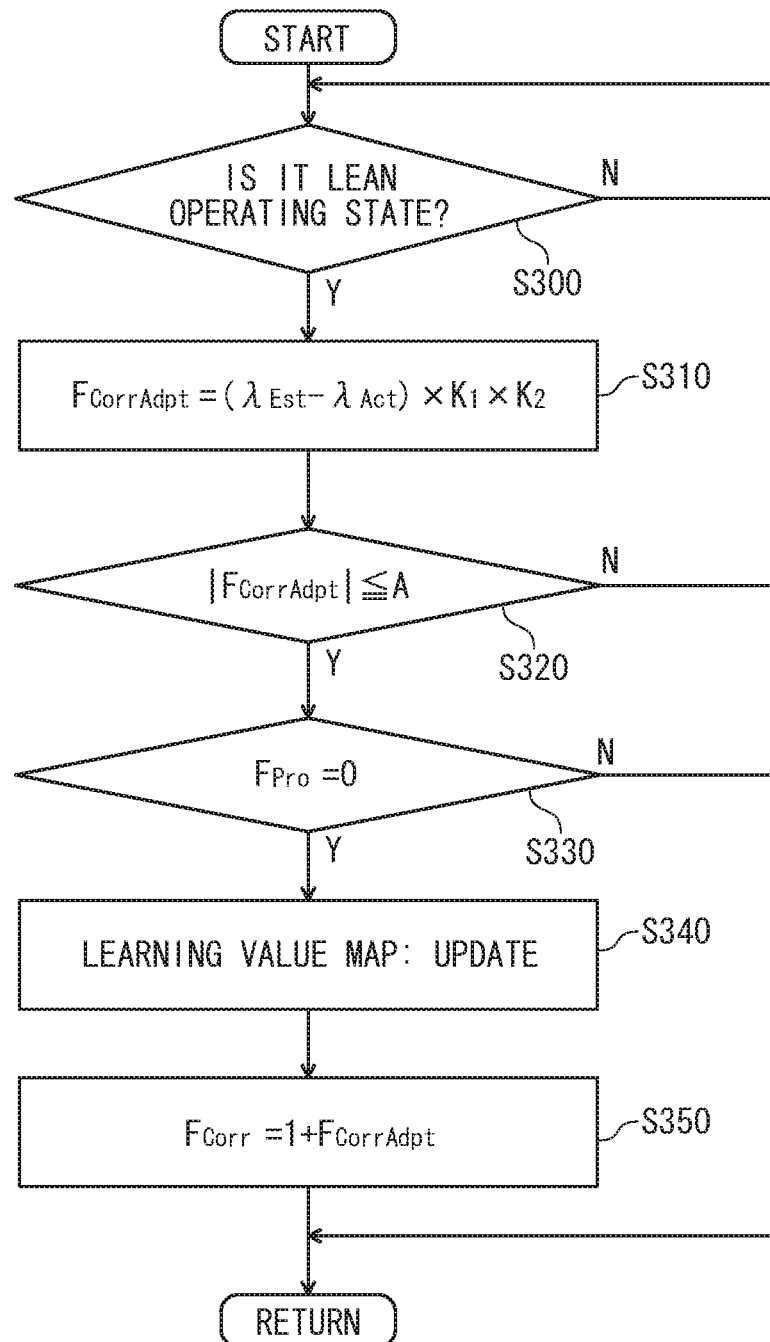 START
IS IT LEAN
OPERATING STATE?
N
S300
Y
FCorrAdpt = (λEst − λAct) × K1 × K2
S310
|FCorrAdpt| ≦ A
N
S320
Y
FPro = 0
N
S330
Y
LEARNING VALUE MAP: UPDATE
S340
FCorr = 1+FCorrAdpt
S350
RETURN